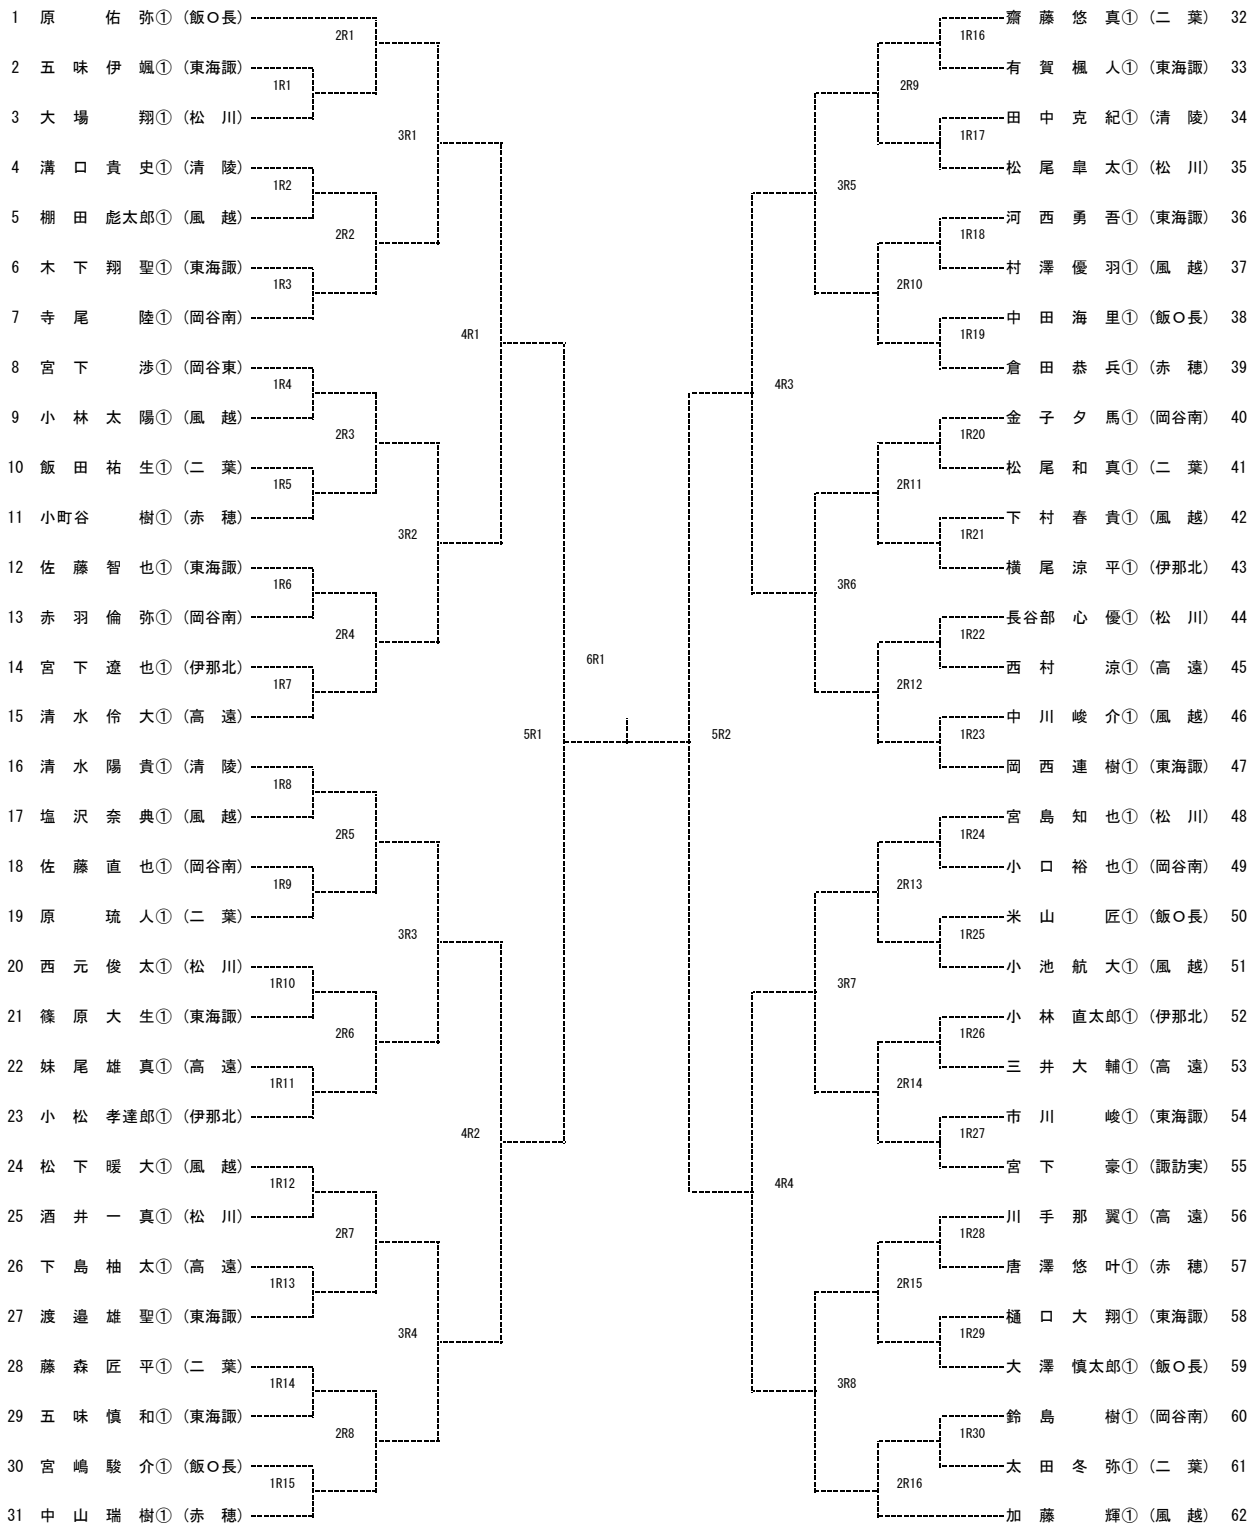 1 原 佑 弥① (飯O長)
2R1
2 五 味 伊 颯① (東海諏)
1R1
3 大 場 翔① (松 川)
3R1
4 溝 口 貴 史① (清 陵)
1R2
5 棚 田 彪太郎① (風 越)
2R2
6 木 下 翔 聖① (東海諏)
1R3
7 寺 尾 陸① (岡谷南)
4R1
8 宮 下 渉① (岡谷東)
1R4
9 小 林 太 陽① (風 越)
2R3
10 飯 田 祐 生① (二 葉)
1R5
11 小町谷 樹① (赤 穂)
3R2
12 佐 藤 智 也① (東海諏)
1R6
13 赤 羽 倫 弥① (岡谷南)
2R4
14 宮 下 遼 也① (伊那北)
1R7
15 清 水 伶 大① (高 遠)
5R1
16 清 水 陽 貴① (清 陵)
1R8
17 塩 沢 奈 典① (風 越)
2R5
18 佐 藤 直 也① (岡谷南)
1R9
19 原 琉 人① (二 葉)
3R3
20 西 元 俊 太① (松 川)
1R10
21 篠 原 大 生① (東海諏)
2R6
22 妹 尾 雄 真① (高 遠)
1R11
23 小 松 孝達郎① (伊那北)
4R2
24 松 下 暖 大① (風 越)
1R12
25 酒 井 一 真① (松 川)
2R7
26 下 島 柚 太① (高 遠)
1R13
27 渡 邉 雄 聖① (東海諏)
3R4
28 藤 森 匠 平① (二 葉)
1R14
29 五 味 慎 和① (東海諏)
2R8
30 宮 嶋 駿 介① (飯O長)
1R15
31 中 山 瑞 樹① (赤 穂)
6R1
齋 藤 悠 真① (二 葉) 32
1R16
有 賀 楓 人① (東海諏) 33
2R9
田 中 克 紀① (清 陵) 34
1R17
松 尾 皐 太① (松 川) 35
3R5
河 西 勇 吾① (東海諏) 36
1R18
村 澤 優 羽① (風 越) 37
2R10
中 田 海 里① (飯O長) 38
1R19
倉 田 恭 兵① (赤 穂) 39
4R3
金 子 夕 馬① (岡谷南) 40
1R20
松 尾 和 真① (二 葉) 41
2R11
下 村 春 貴① (風 越) 42
1R21
横 尾 涼 平① (伊那北) 43
3R6
長谷部 心 優① (松 川) 44
1R22
西 村 涼① (高 遠) 45
2R12
中 川 峻 介① (風 越) 46
1R23
岡 西 連 樹① (東海諏) 47
5R2
宮 島 知 也① (松 川) 48
1R24
小 口 裕 也① (岡谷南) 49
2R13
米 山 匠① (飯O長) 50
1R25
小 池 航 大① (風 越) 51
3R7
小 林 直太郎① (伊那北) 52
1R26
三 井 大 輔① (高 遠) 53
2R14
市 川 峻① (東海諏) 54
1R27
宮 下 豪① (諏訪実) 55
4R4
川 手 那 翼① (高 遠) 56
1R28
唐 澤 悠 叶① (赤 穂) 57
2R15
樋 口 大 翔① (東海諏) 58
1R29
大 澤 慎太郎① (飯O長) 59
3R8
鈴 島 樹① (岡谷南) 60
1R30
太 田 冬 弥① (二 葉) 61
2R16
加 藤 輝① (風 越) 62